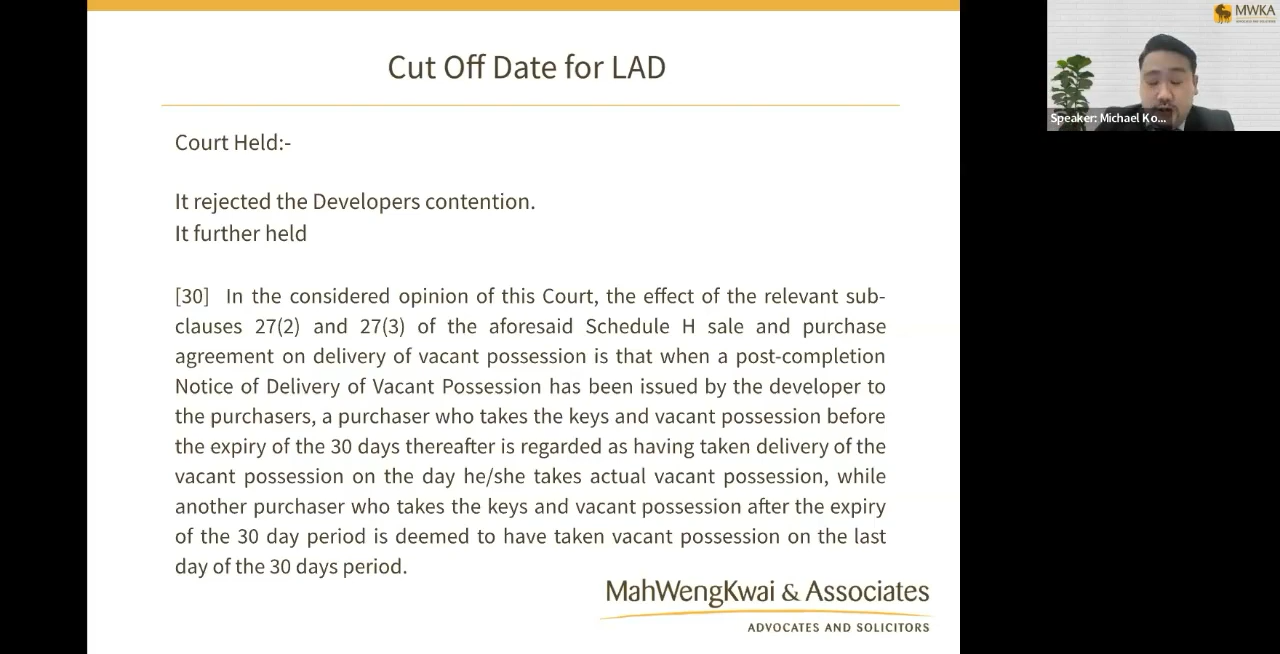 Cut Off Date for LAD
Court Held:-
It rejected the Developers contention.
It further held
[30] In the considered opinion of this Court, the effect of the relevant sub-
clauses 27(2) and 27(3) of the aforesaid Schedule H sale and purchase
agreement on delivery of vacant possession is that when a post-completion
Notice of Delivery of Vacant Possession has been issued by the developer to
the purchasers, a purchaser who takes the keys and vacant possession before
the expiry of the 30 days thereafter is regarded as having taken delivery of the
vacant possession on the day he/she takes actual vacant possession, while
another purchaser who takes the keys and vacant possession after the expiry
of the 30 day period is deemed to have taken vacant possession on the last
day of the 30 days period.
MahWengKwai & Associates
ADVOCATES AND SOLICITORS
MWKA
Speaker: Michael Ko...